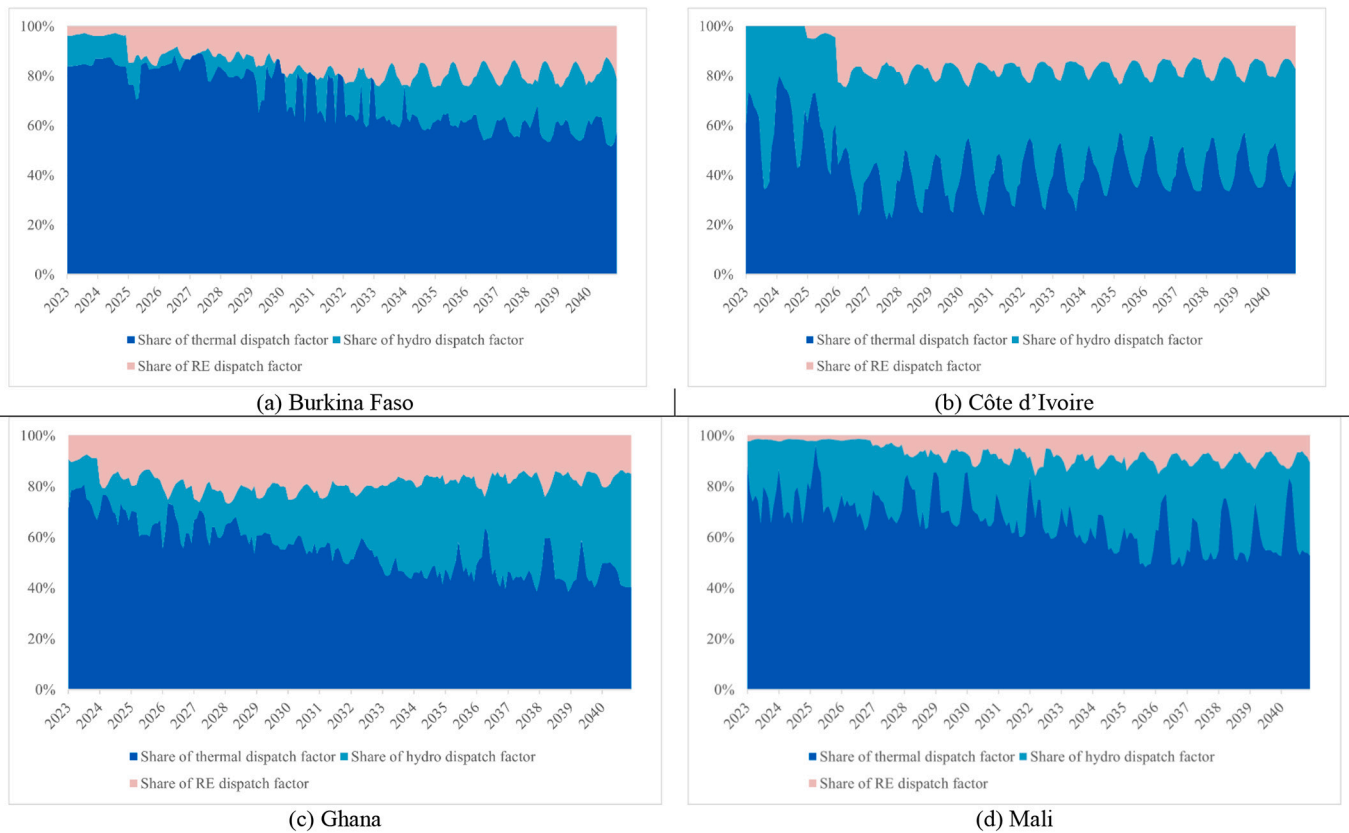 100%
80%
60%
40%
20%
0%
2023 2024 2025 2026 2027 2028 2029 2030 2031 2032 2033 2034 2035 2036 2037 2038 2039 2040
Share of thermal dispatch factor Share of hydro dispatch factor
Share of RE dispatch factor
(a) Burkina Faso
100%
80%
60%
40%
20%
0%
2023 2024 2025 2026 2027 2028 2029 2030 2031 2032 2033 2034 2035 2036 2037 2038 2039 2040
Share of thermal dispatch factor Share of hydro dispatch factor
Share of RE dispatch factor
(b) Côte d’Ivoire
100%
80%
60%
40%
20%
0%
2023 2024 2025 2026 2027 2028 2029 2030 2031 2032 2033 2034 2035 2036 2037 2038 2039 2040
Share of thermal dispatch factor Share of hydro dispatch factor
Share of RE dispatch factor
(c) Ghana
100%
80%
60%
40%
20%
0%
2023 2024 2025 2026 2027 2028 2029 2030 2031 2032 2033 2034 2035 2036 2037 2038 2039 2040
Share of thermal dispatch factor Share of hydro dispatch factor
Share of RE dispatch factor
(d) Mali